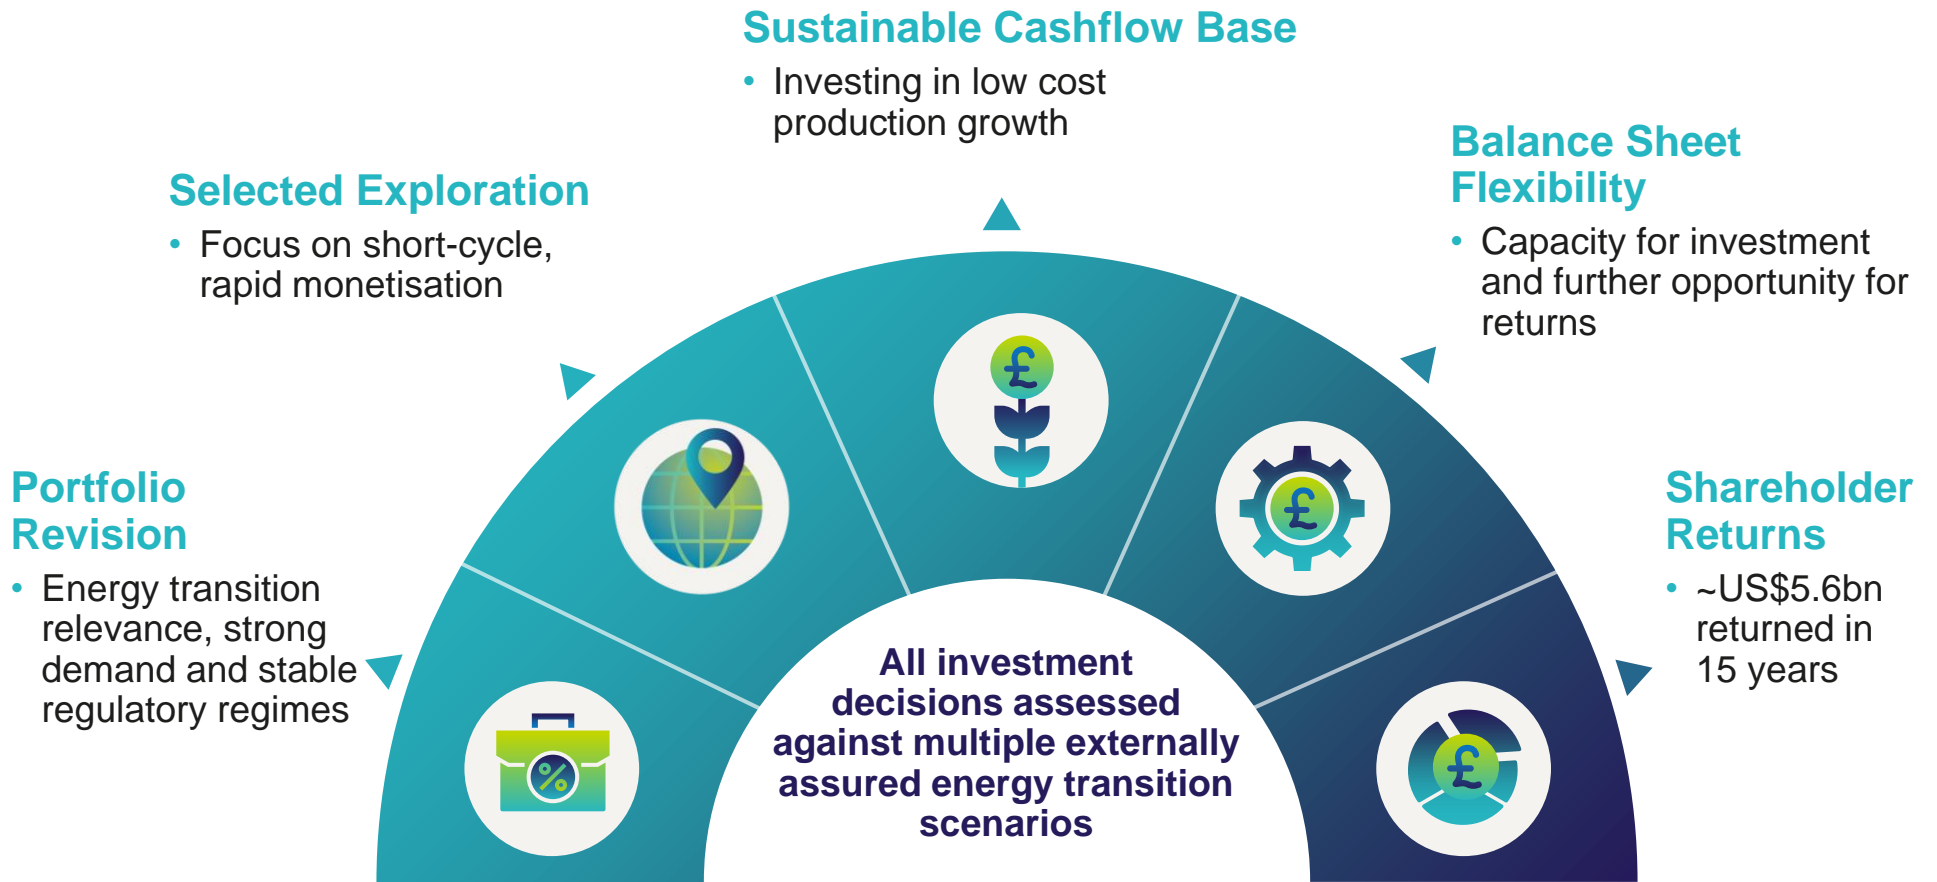 Sustainable Cashflow Base
• Investing in low cost
production growth
Selected Exploration
• Focus on short-cycle,
rapid monetisation
Balance Sheet
Flexibility
• Capacity for investment
and further opportunity for
returns
Portfolio
Revision
• Energy transition
relevance, strong
demand and stable
regulatory regimes
Shareholder
Returns
• ~US$5.6bn
returned in
15 years
£
£
%
£
All investment
decisions assessed
against multiple externally
assured energy transition
scenarios